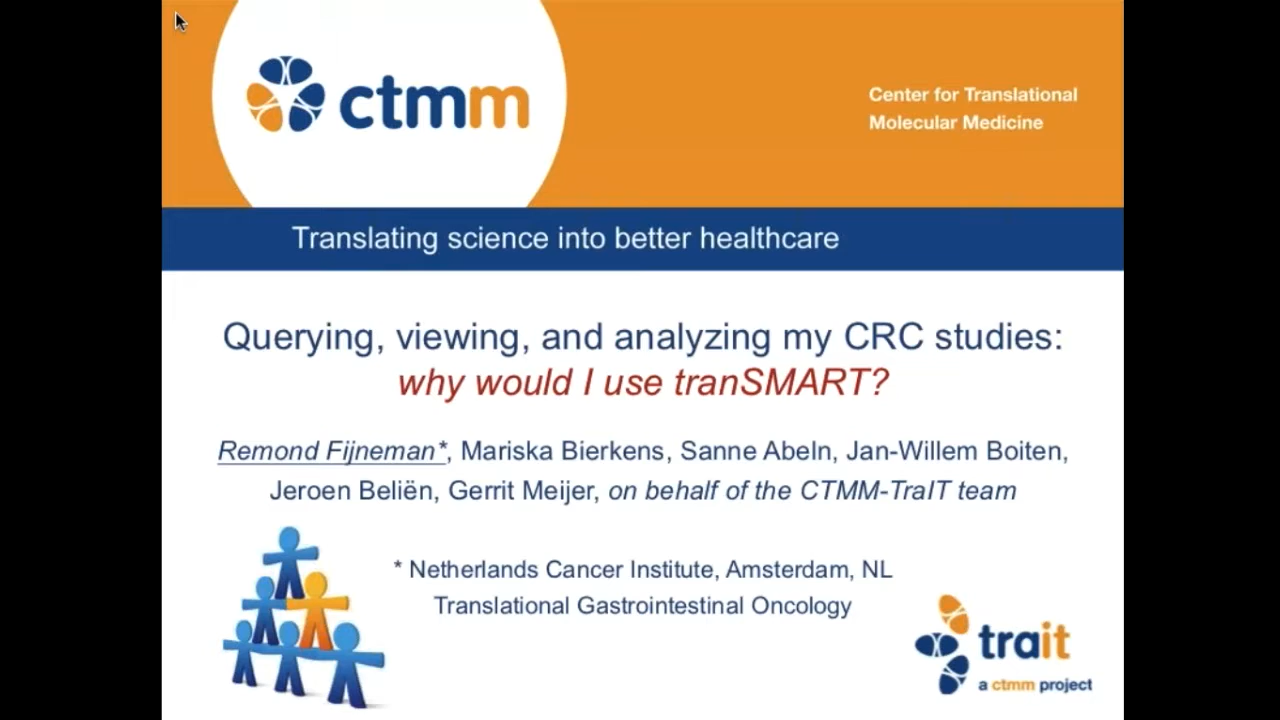 ctmm
Center for Translational
Molecular Medicine
Translating science into better healthcare
Querying, viewing, and analyzing my CRC studies:
why would I use tranSMART?
Remond Fijneman*, Mariska Bierkens, Sanne Abeln, Jan-Willem Boiten,
Jeroen Beliën, Gerrit Meijer, on behalf of the CTMM-TraIT team
* Netherlands Cancer Institute, Amsterdam, NL
Translational Gastrointestinal Oncology
trait
a ctmm project